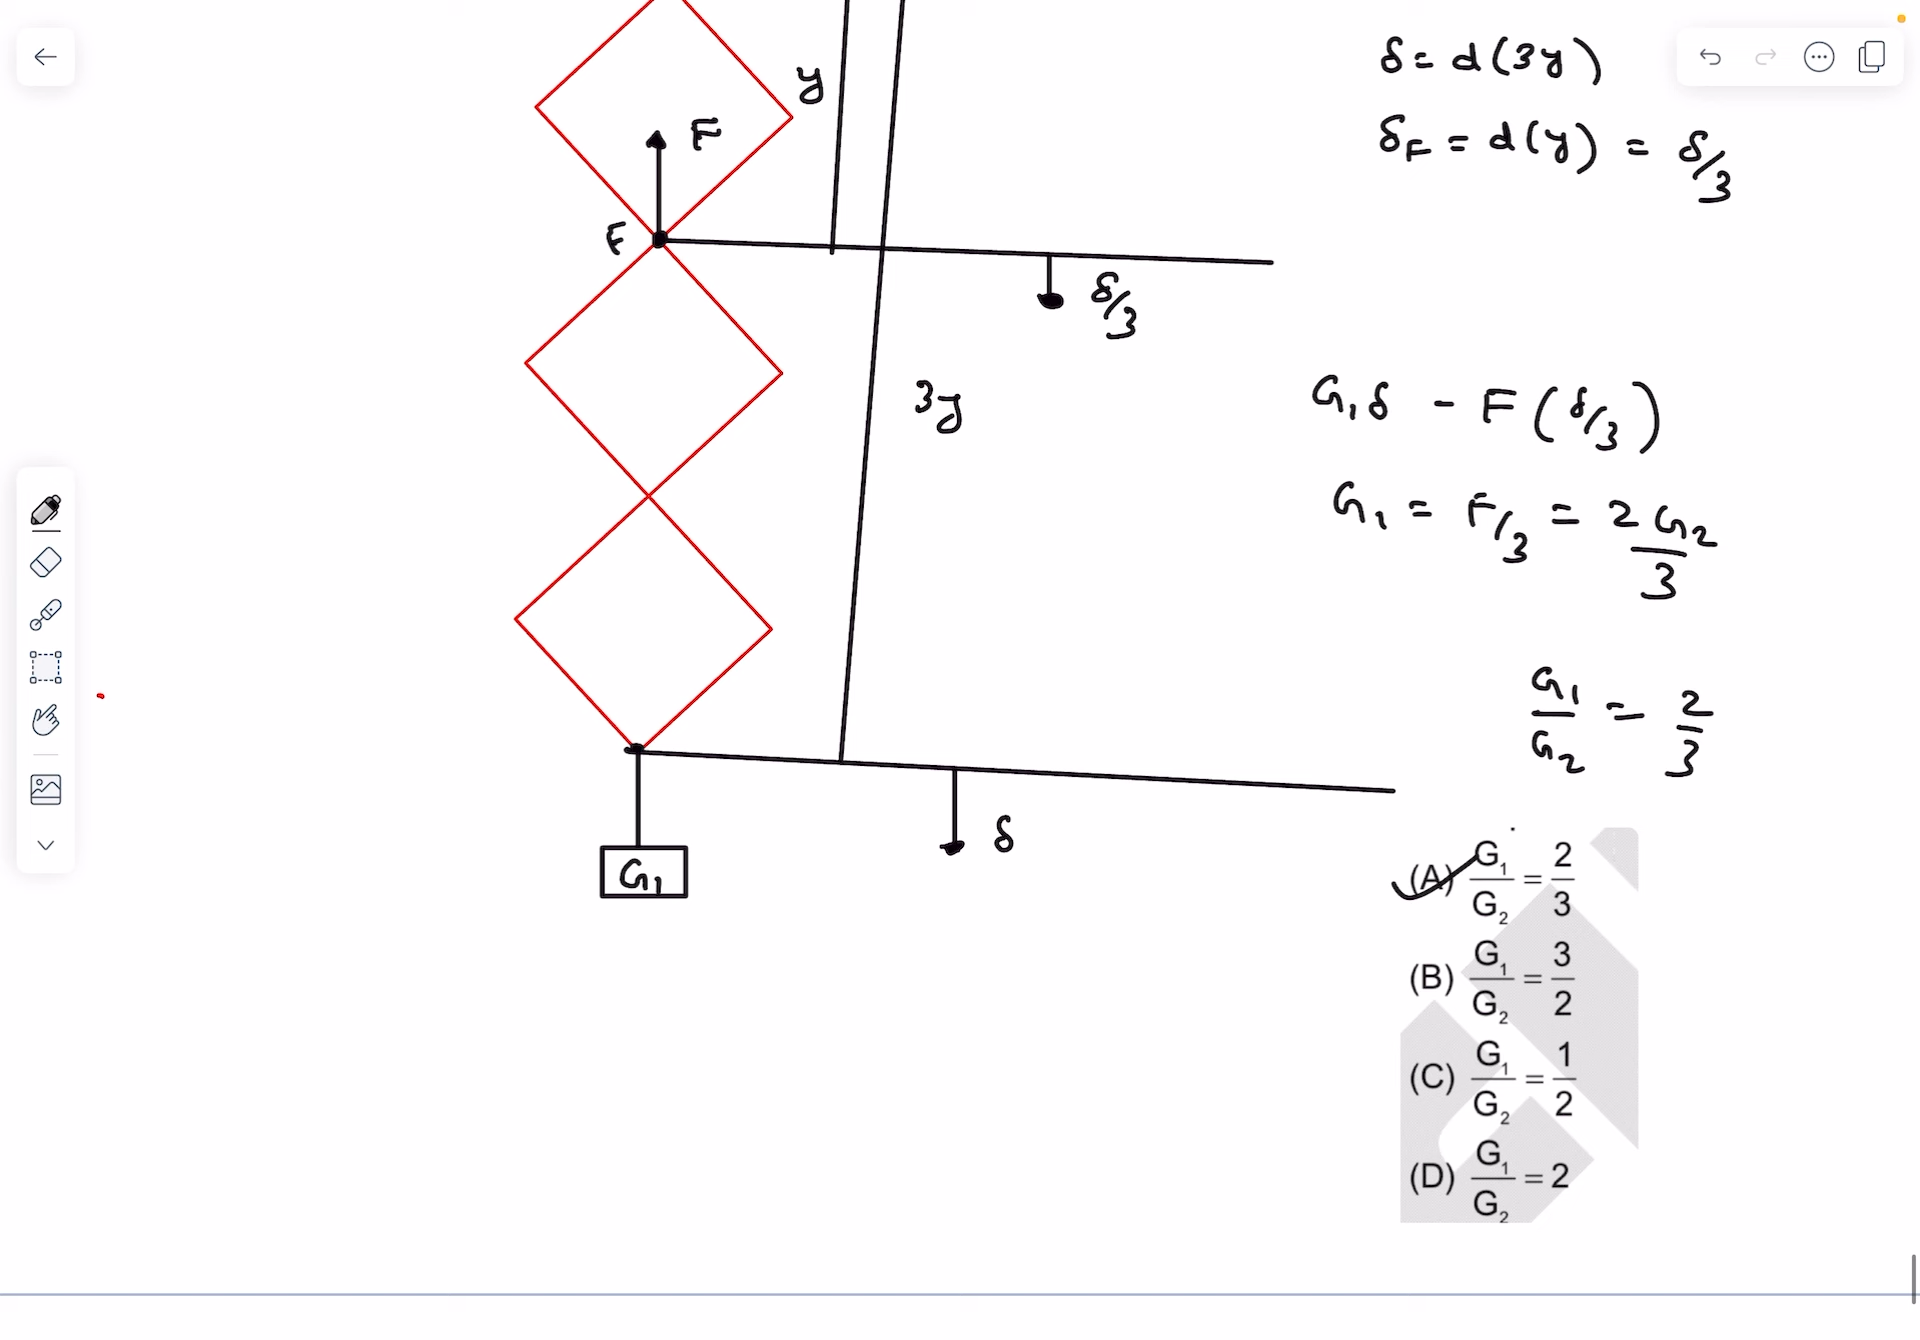 δ = d(3y)
δF = d(y) = δ/3
y
F
F
δ/3
3y
G₁δ - F(δ/3)
G₁ = F/3 = 2G₂/3
G₁/G₂ = 2/3
δ
G₁
(A) G₁/G₂ = 2/3
(B) G₁/G₂ = 3/2
(C) G₁/G₂ = 1/2
(D) G₁/G₂ = 2